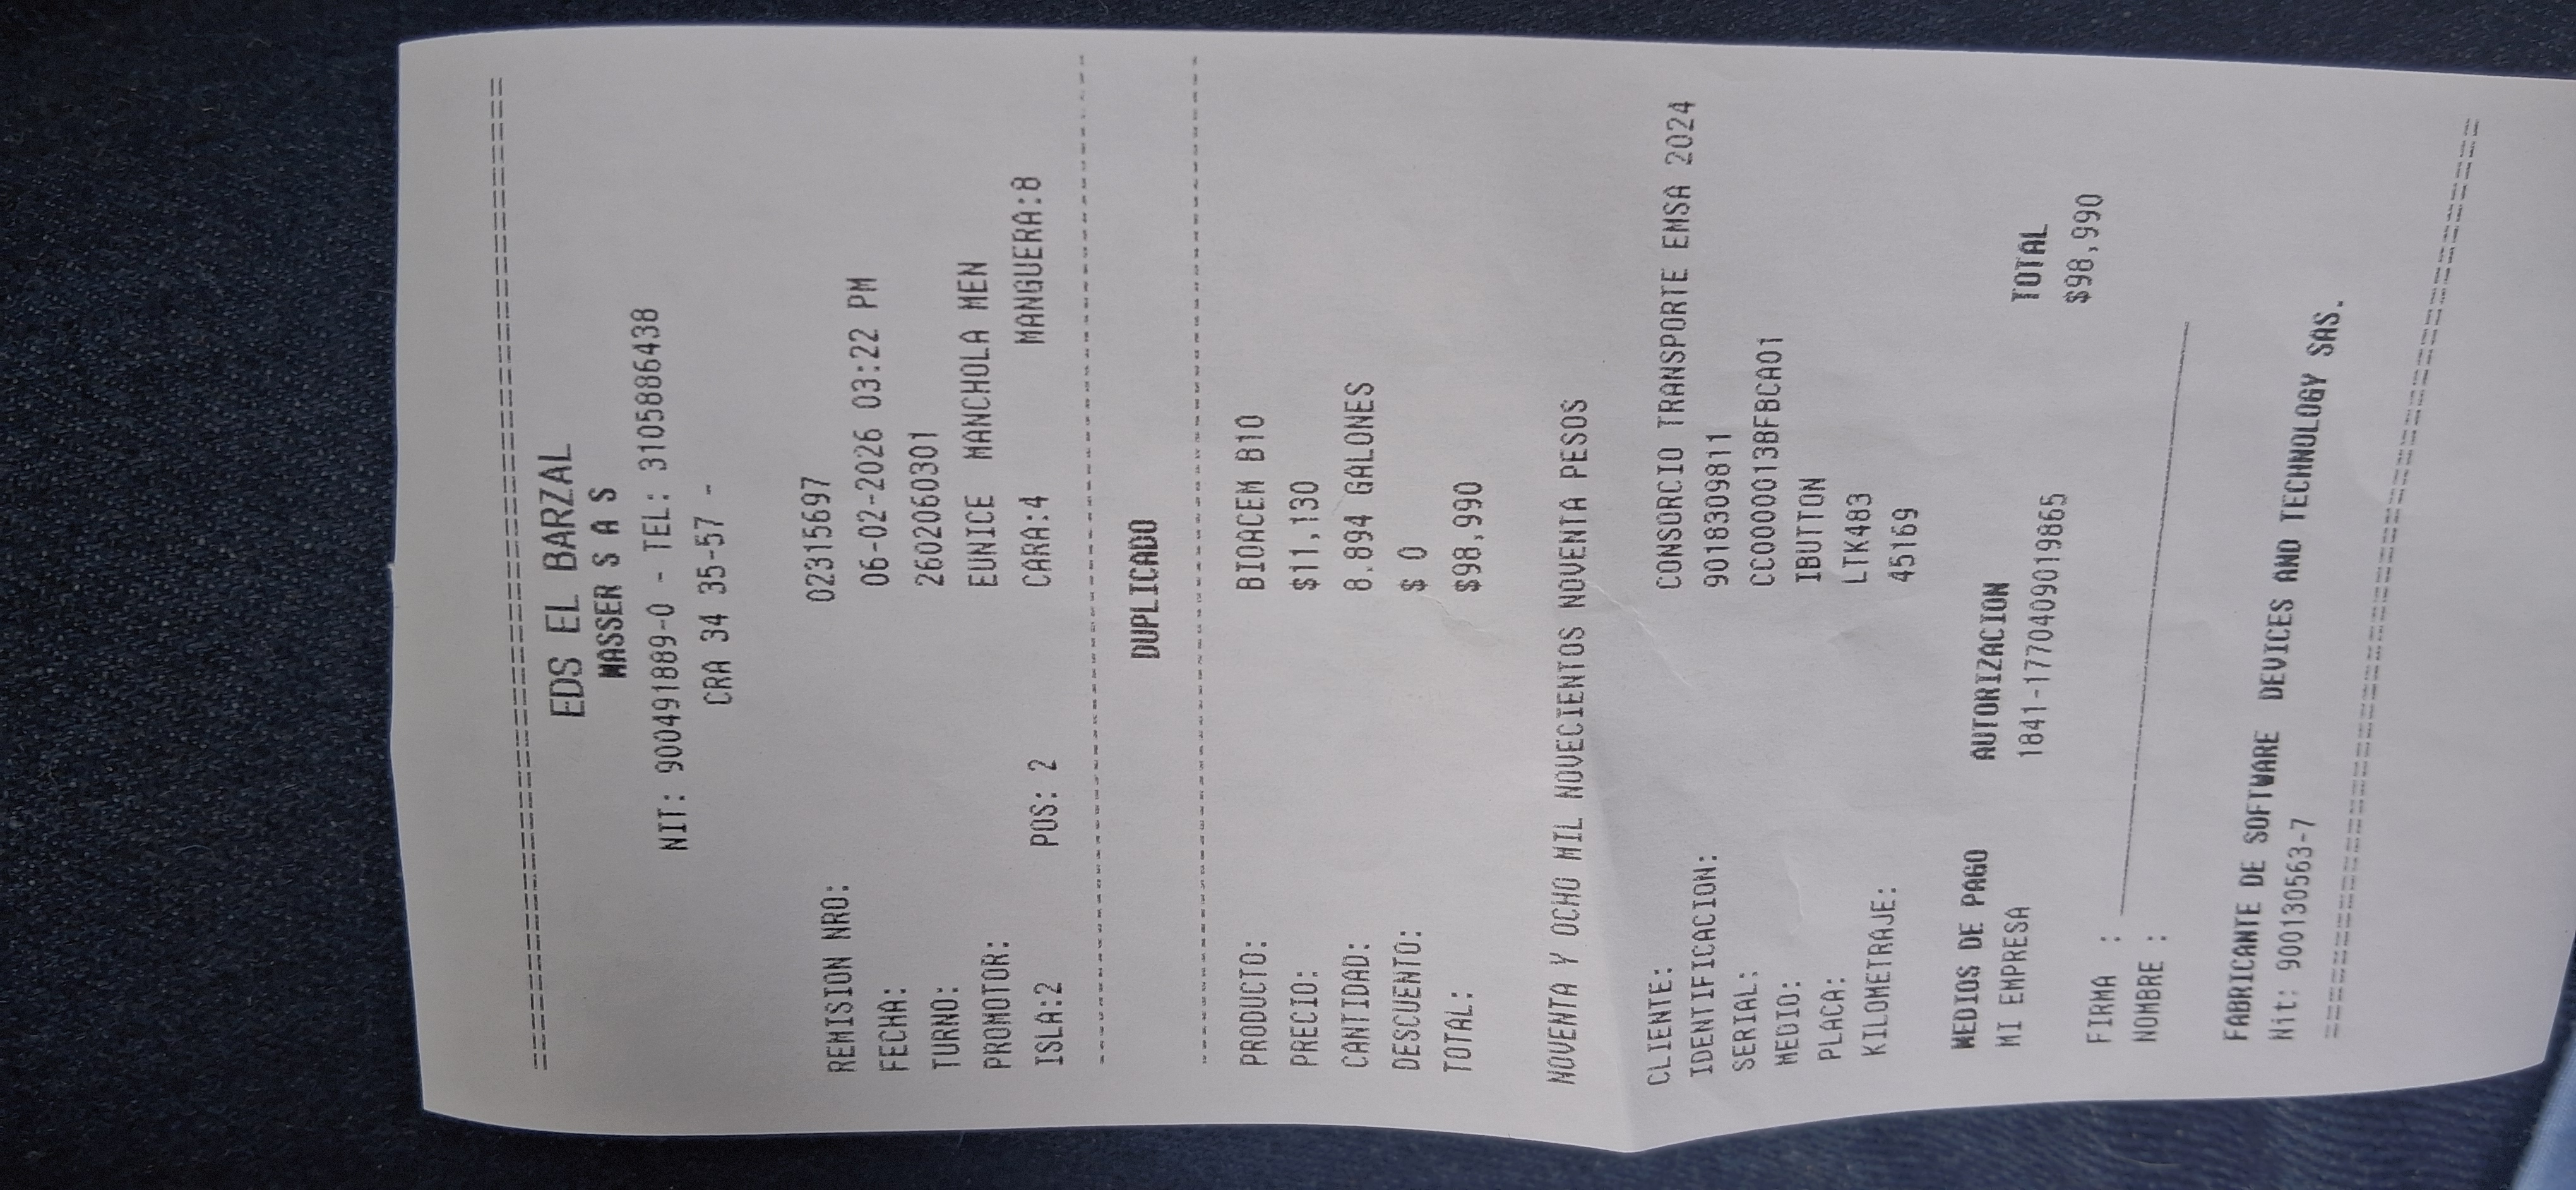 ================================================
EDS EL BARZAL
MASSER S A S
NIT: 900491889-0 - TEL: 3105886438
CRA 34 35-57 -
REMISION NRO: 02315697
FECHA: 06-02-2026 03:22 PM
TURNO: 2602060301
PROMOTOR: EUNICE MANCHOLA MEN
ISLA:2 POS: 2 CARA:4 MANGUERA:8
------------------------------------------------
DUPLICADO
------------------------------------------------
PRODUCTO: BIOACEM B10
PRECIO: $11,130
CANTIDAD: 8.894 GALONES
DESCUENTO: $ 0
TOTAL: $98,990
NOVENTA Y OCHO MIL NOVECIENTOS NOVENTA PESOS
CLIENTE: CONSORCIO TRANSPORTE EMSA 2024
IDENTIFICACION: 9018309811
SERIAL: CC0000013BFBCA01
MEDIO: IBUTTON
PLACA: LTK483
KILOMETRAJE: 45169
MEDIOS DE PAGO AUTORIZACION TOTAL
MI EMPRESA 1841-1770409019865 $98,990
FIRMA :
NOMBRE :
FABRICANTE DE SOFTWARE DEVICES AND TECHNOLOGY SAS.
Nit: 900130563-7
================================================